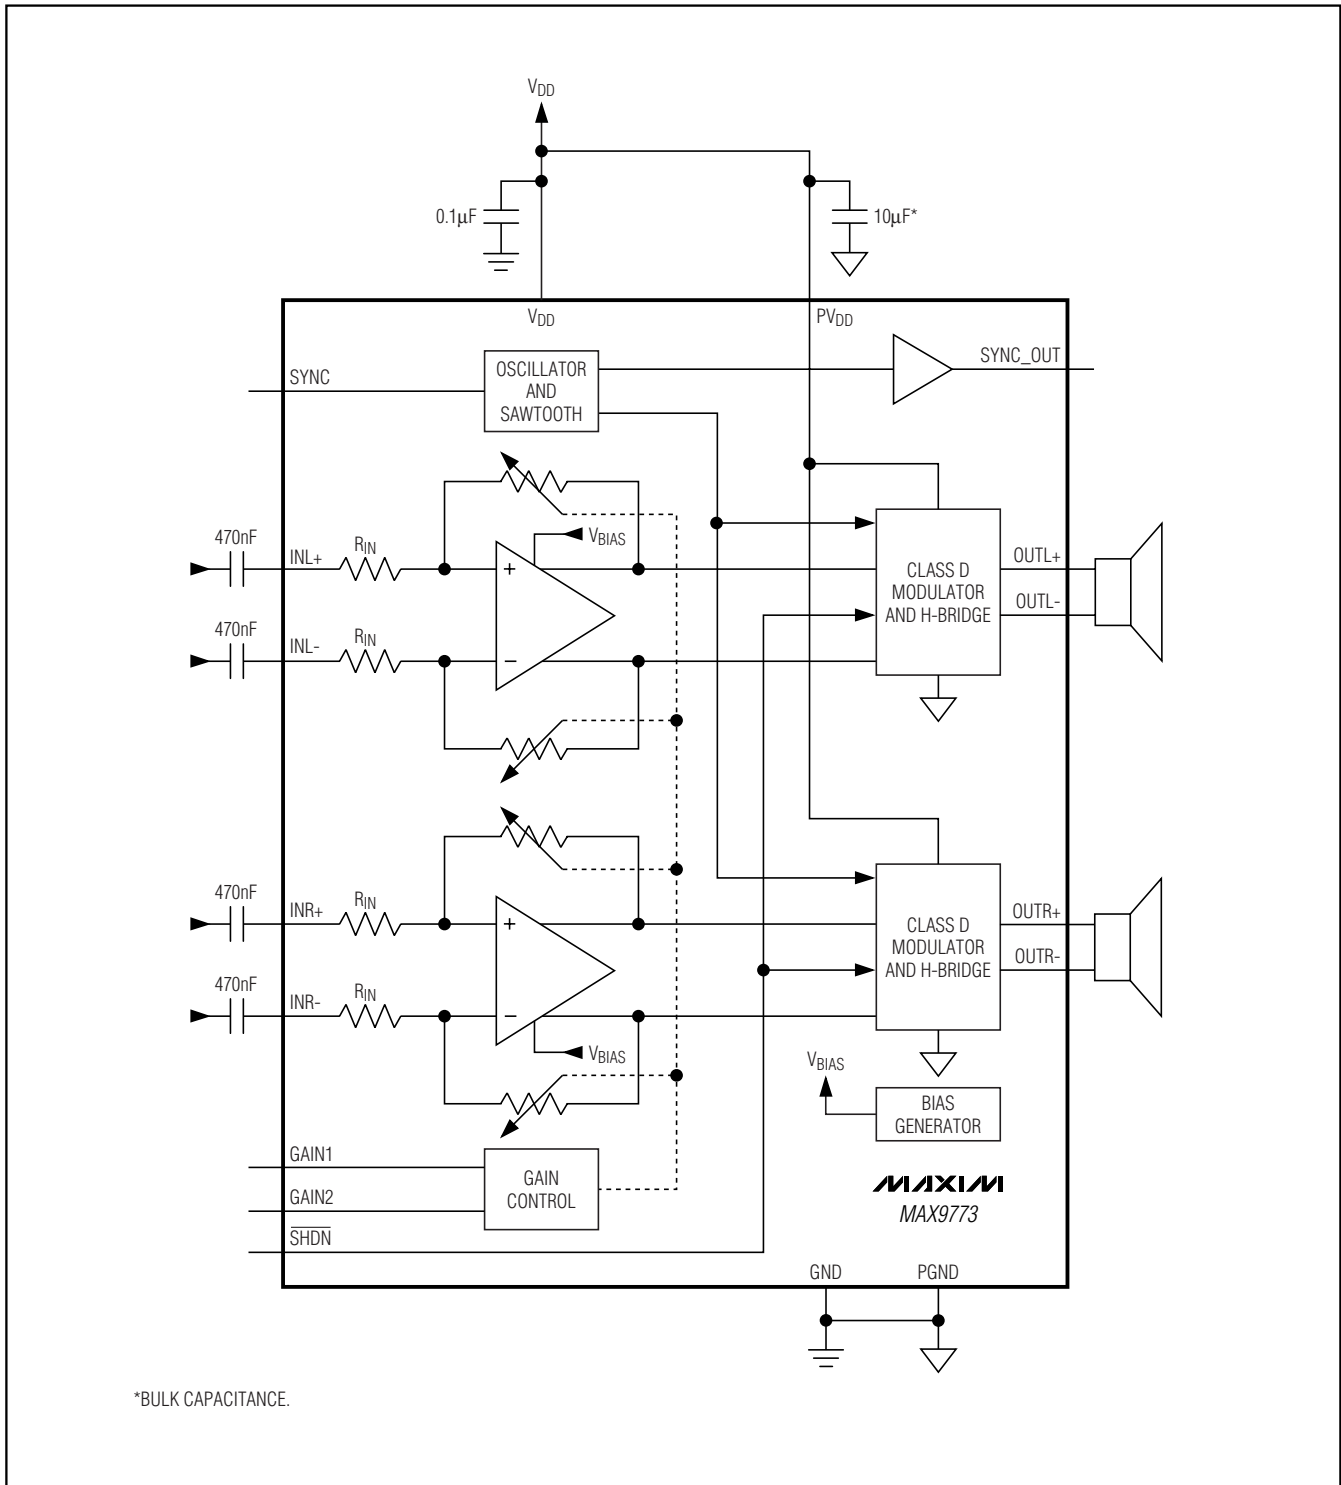 VDD
0.1μF
10μF*
VDD
PVDD
SYNC
OSCILLATOR
AND
SAWTOOTH
SYNC_OUT
VBIAS
470nF
INL+
RIN
+
CLASS D
MODULATOR
AND H-BRIDGE
OUTL+
OUTL-
470nF
INL-
RIN
−
470nF
INR+
RIN
+
CLASS D
MODULATOR
AND H-BRIDGE
OUTR+
OUTR-
470nF
INR-
RIN
−
VBIAS
VBIAS
BIAS
GENERATOR
GAIN1
GAIN2
SHDN
GAIN
CONTROL
MAXIM
MAX9773
GND
PGND
*BULK CAPACITANCE.